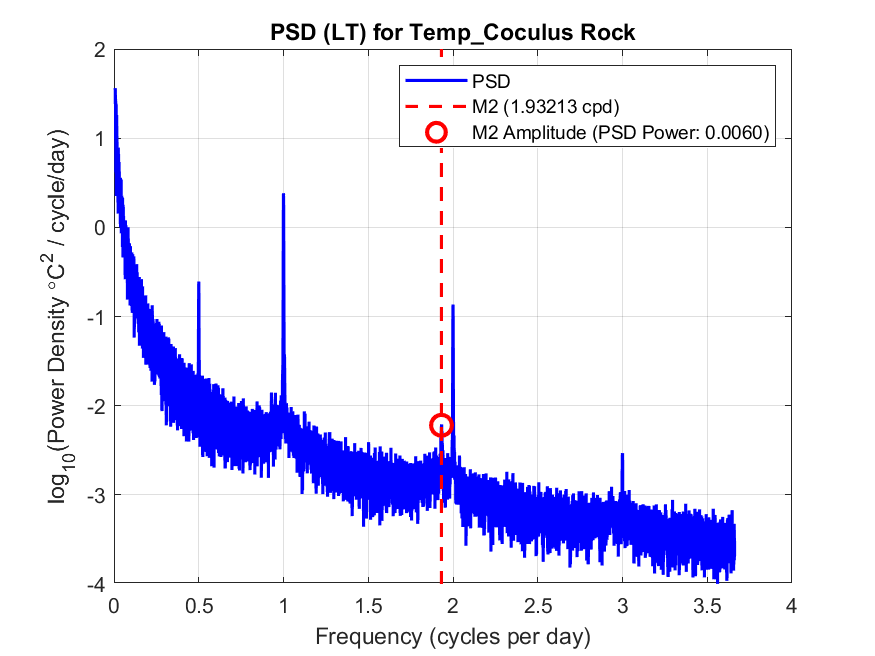 PSD (LT) for Temp_Coculus Rock
PSD
M2 (1.93213 cpd)
M2 Amplitude (PSD Power: 0.0060)
2
1
0
-1
-2
-3
-4
log10(Power Density °C2 / cycle/day)
0 0.5 1 1.5 2 2.5 3 3.5 4
Frequency (cycles per day)